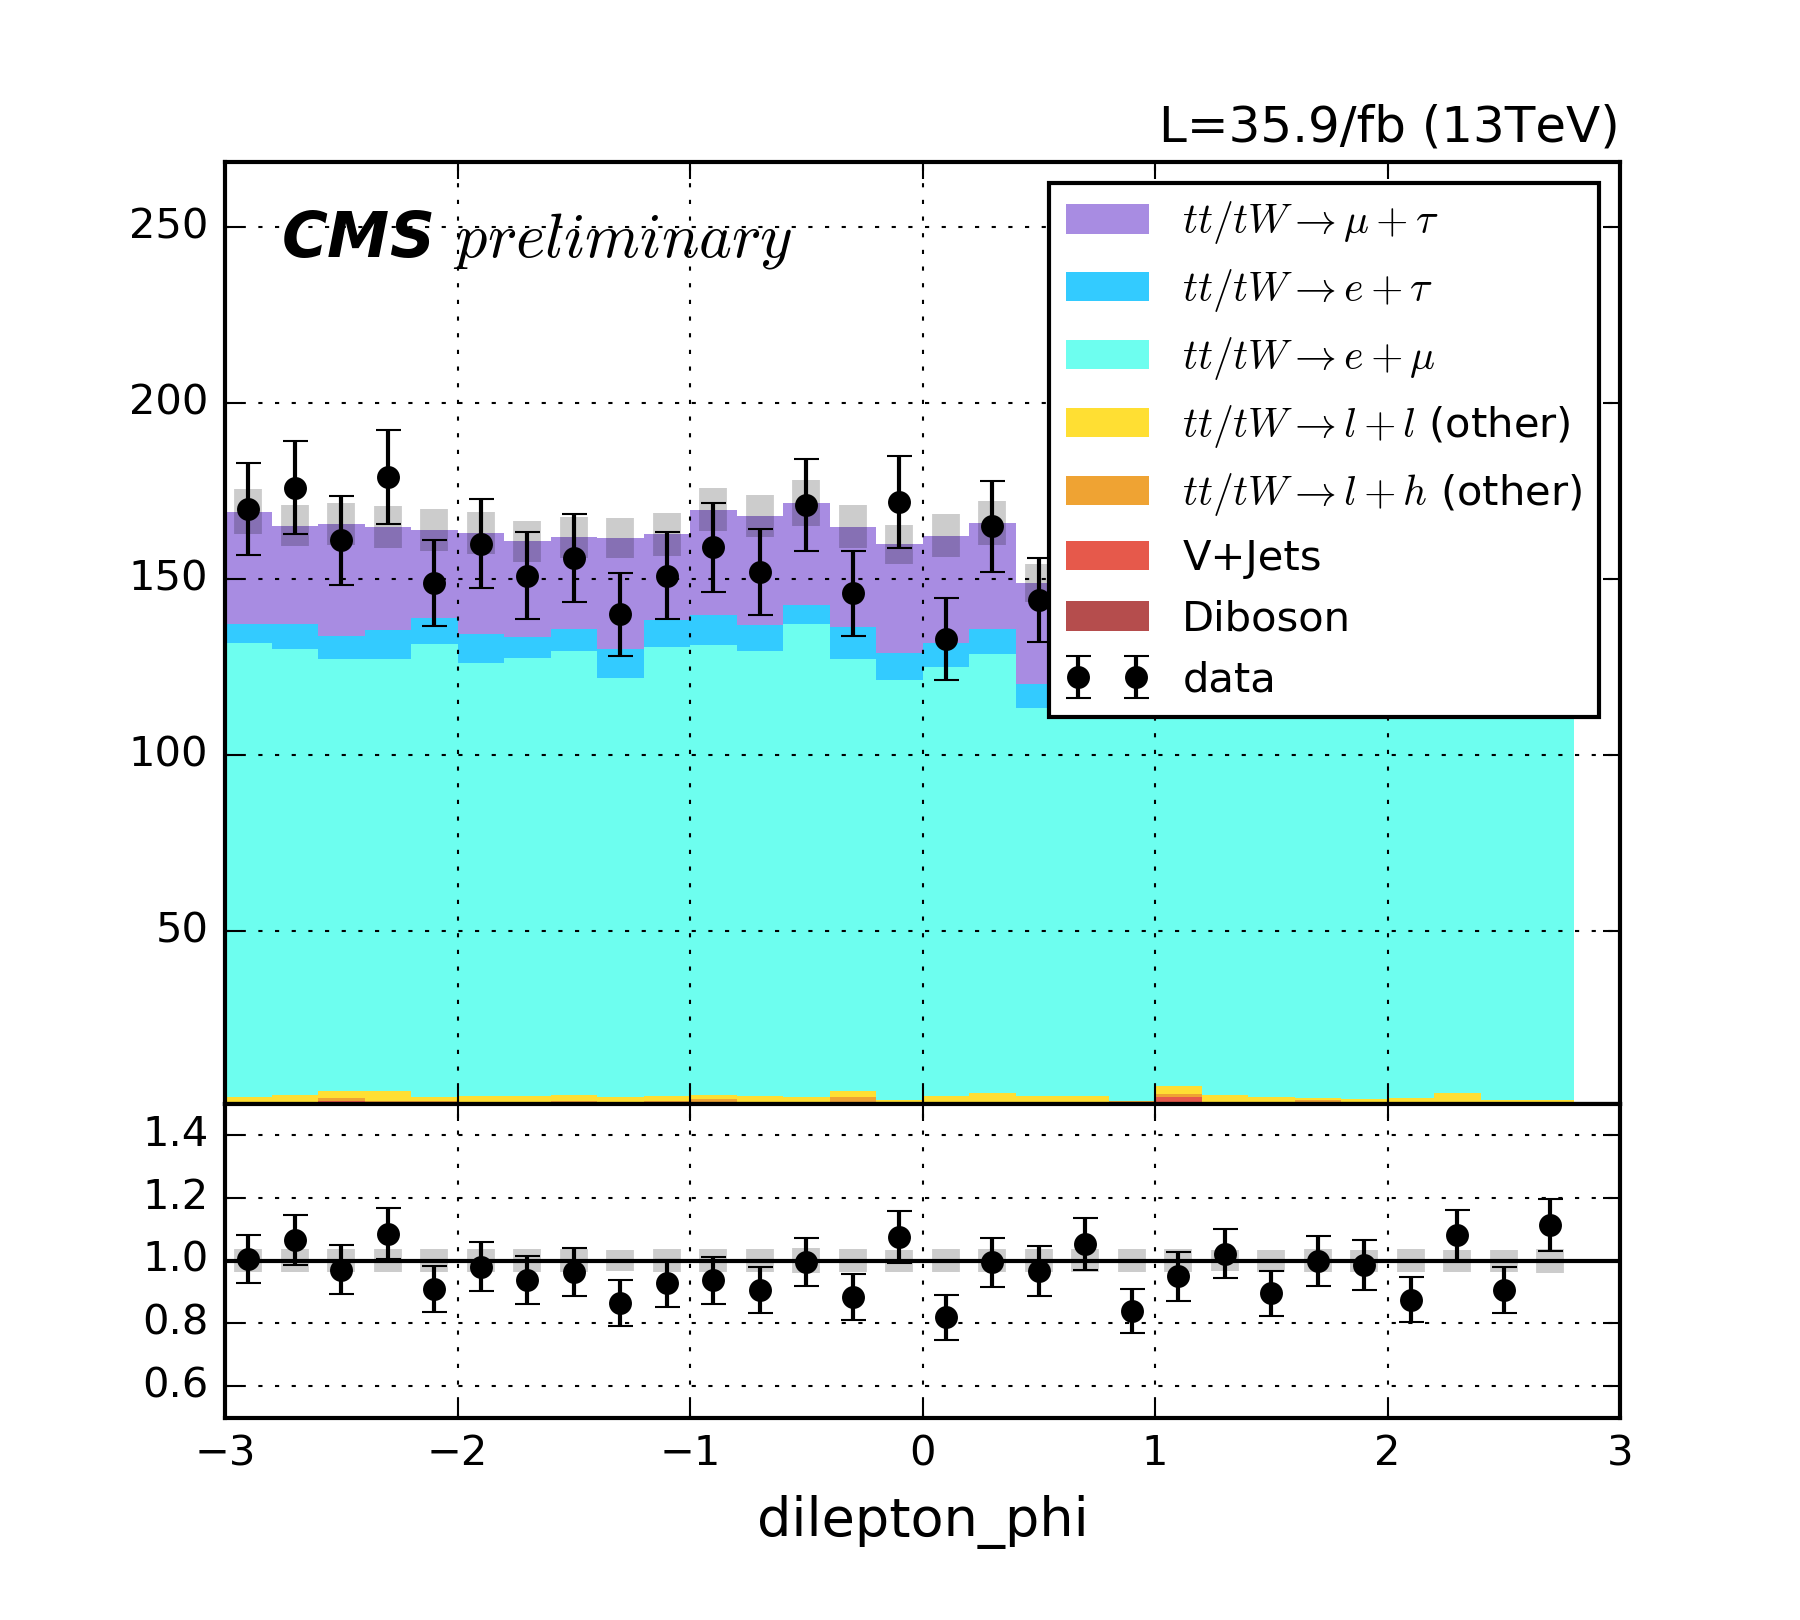 L=35.9/fb (13TeV)
CMS preliminary
250
200
150
100
50
tt/tW → μ + τ
tt/tW → e + τ
tt/tW → e + μ
tt/tW → l + l (other)
tt/tW → l + h (other)
V+Jets
Diboson
data
1.4
1.2
1.0
0.8
0.6
−3 −2 −1 0 1 2 3
dilepton_phi